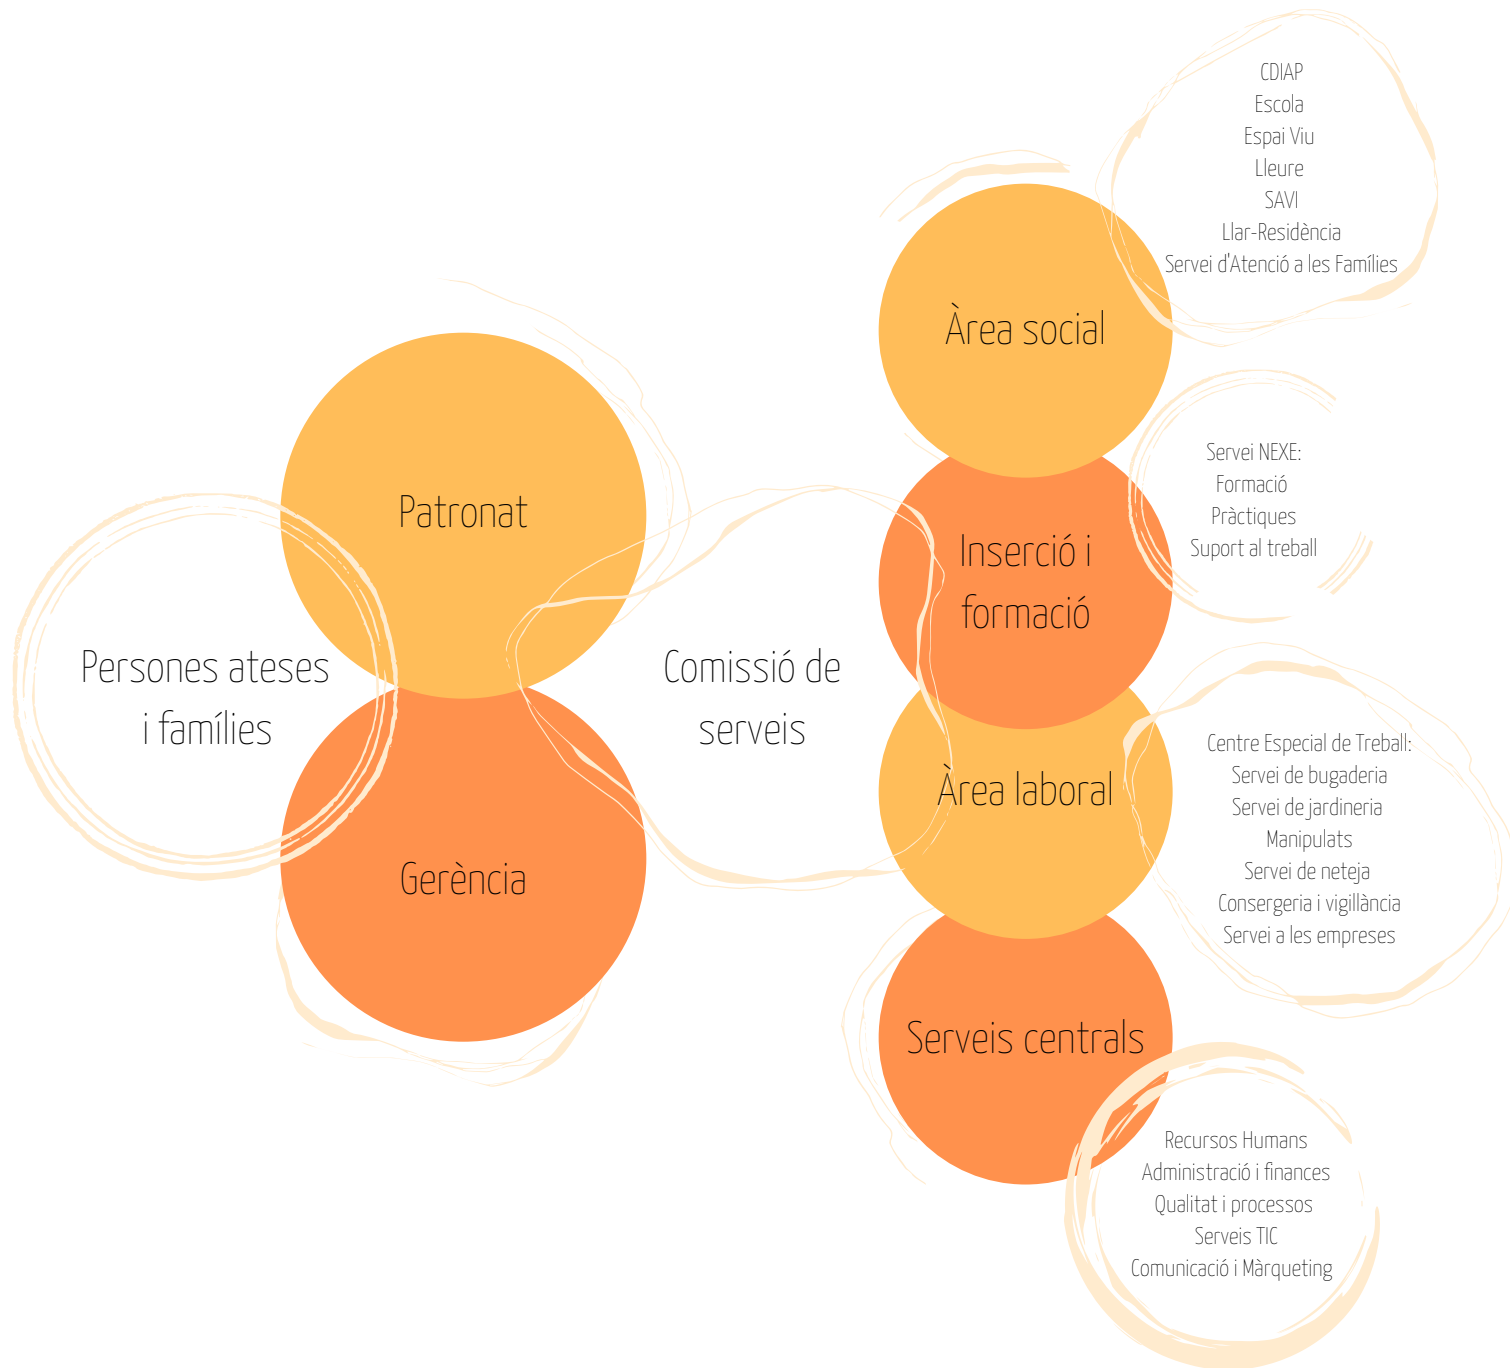 Persones ateses
i famílies
Patronat
Gerència
Comissió de
serveis
Àrea social
CDIAP
Escola
Espai Viu
Lleure
SAVI
Llar-Residència
Servei d'Atenció a les Famílies
Inserció i
formació
Servei NEXE:
Formació
Pràctiques
Suport al treball
Àrea laboral
Centre Especial de Treball:
Servei de bugaderia
Servei de jardineria
Manipulats
Servei de neteja
Consergeria i vigillància
Servei a les empreses
Serveis centrals
Recursos Humans
Administració i finances
Qualitat i processos
Serveis TIC
Comunicació i Màrqueting